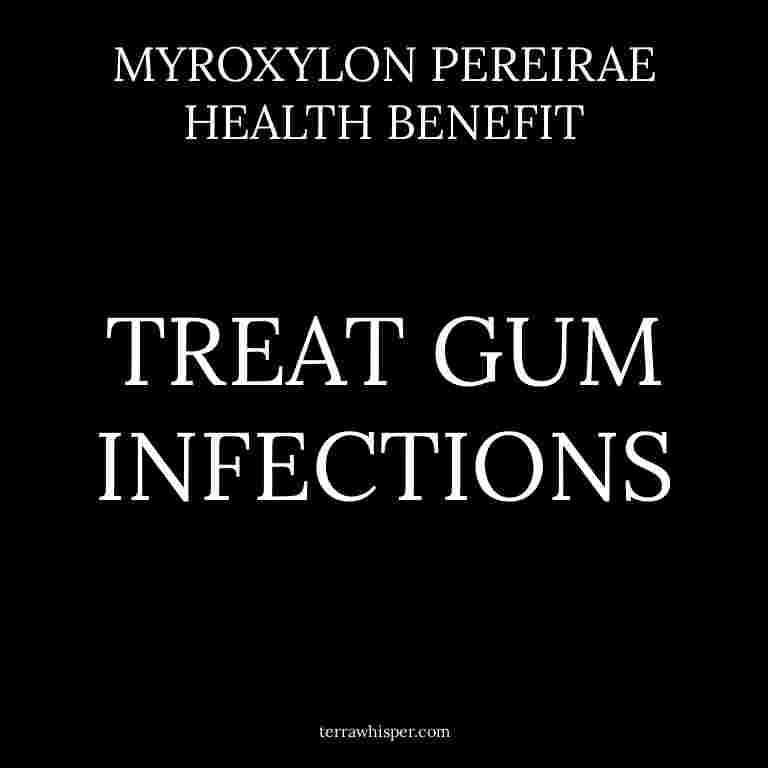 MYROXYLON PEREIRAE
HEALTH BENEFIT
TREAT GUM
INFECTIONS
terrawhisper.com